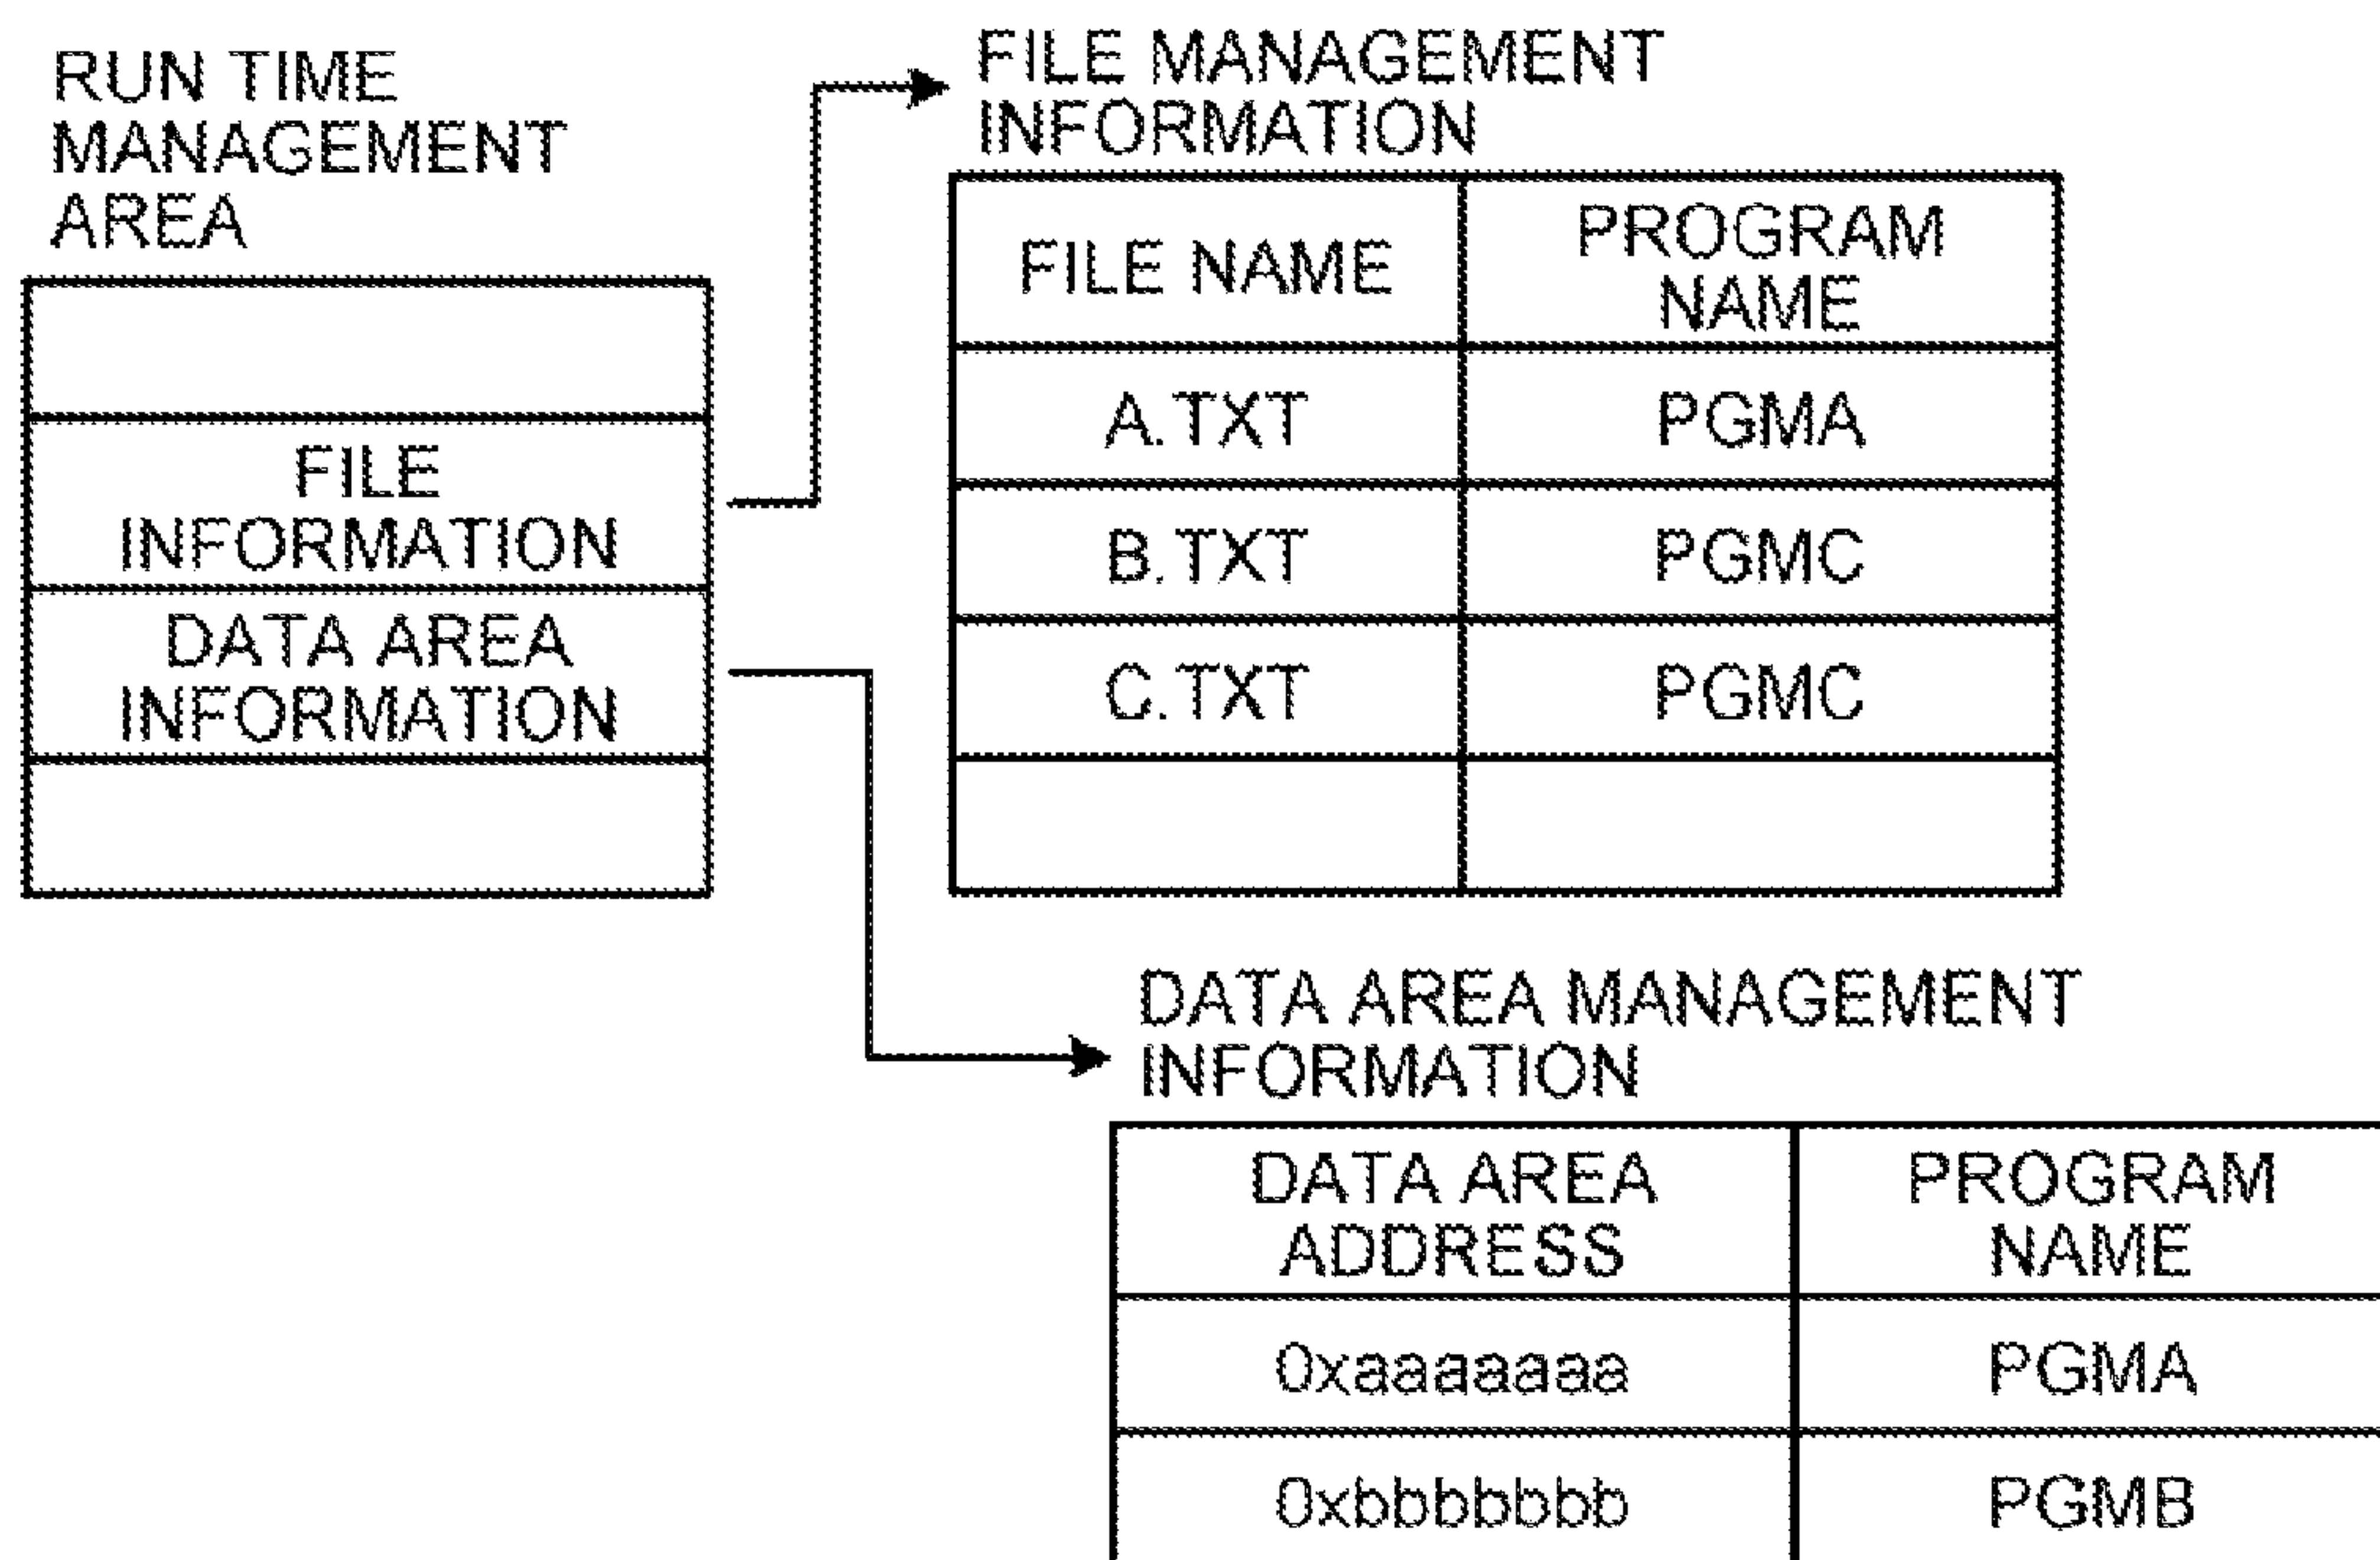 RUN TIME
MANAGEMENT
AREA
FILE
INFORMATION
DATA AREA
INFORMATION
FILE MANAGEMENT
INFORMATION
FILE NAME
PROGRAM
NAME
A.TXT
PGMA
B.TXT
PGMC
C.TXT
PGMC
DATA AREA MANAGEMENT
INFORMATION
DATA AREA
ADDRESS
PROGRAM
NAME
0xaaaaaaa
PGMA
0xbbbbbbb
PGMB